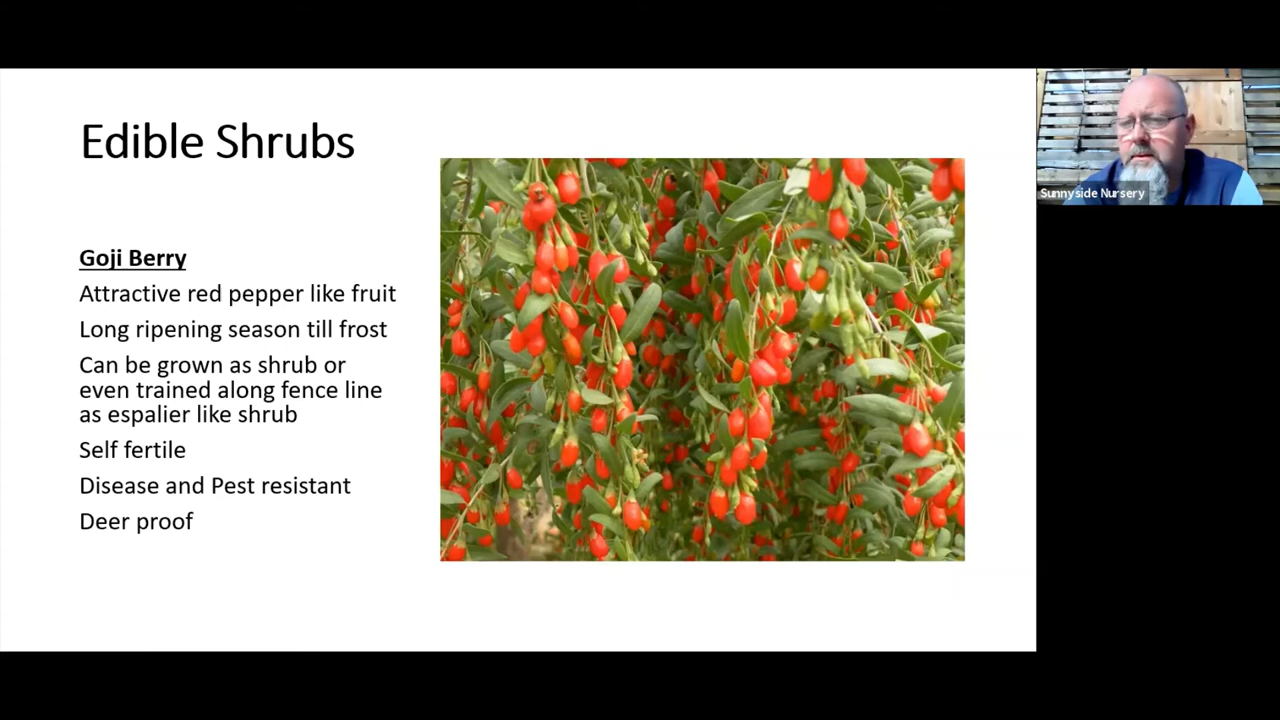 Edible Shrubs
Goji Berry
Attractive red pepper like fruit
Long ripening season till frost
Can be grown as shrub or
even trained along fence line
as espalier like shrub
Self fertile
Disease and Pest resistant
Deer proof
Sunnyside Nursery